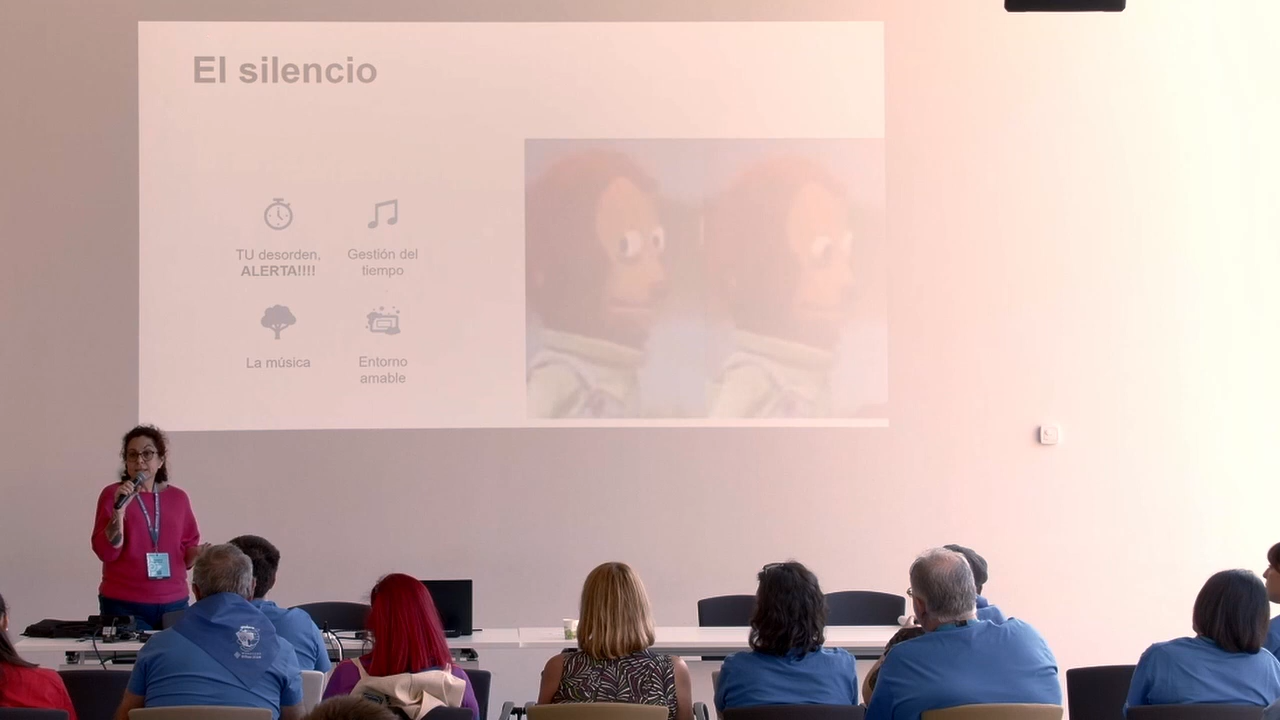 El silencio
TU desorden,
ALERTA!!!!
Gestión del
tiempo
La música
Entorno
amable